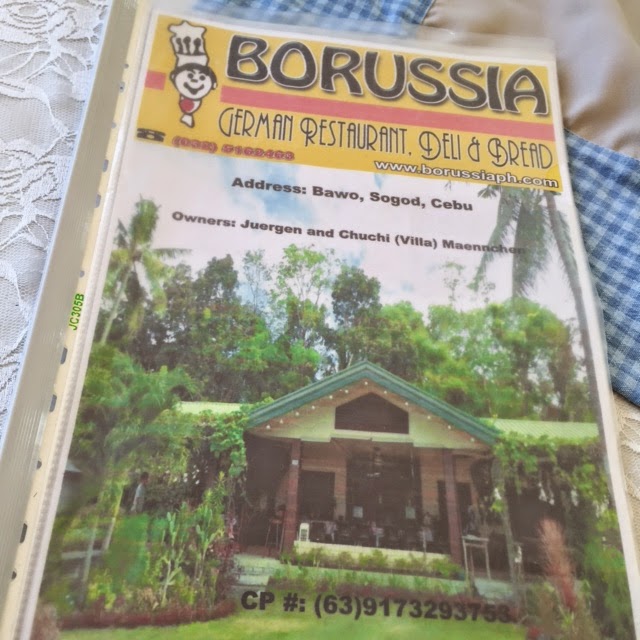 BORUSSIA
GERMAN RESTAURANT, DELI & BREAD
www.borussiaph.com
Address: Bawo, Sogod, Cebu
Owners: Juergen and Chuchi (Villa) Maennchen
JC305B
CP #: (63)9173293753